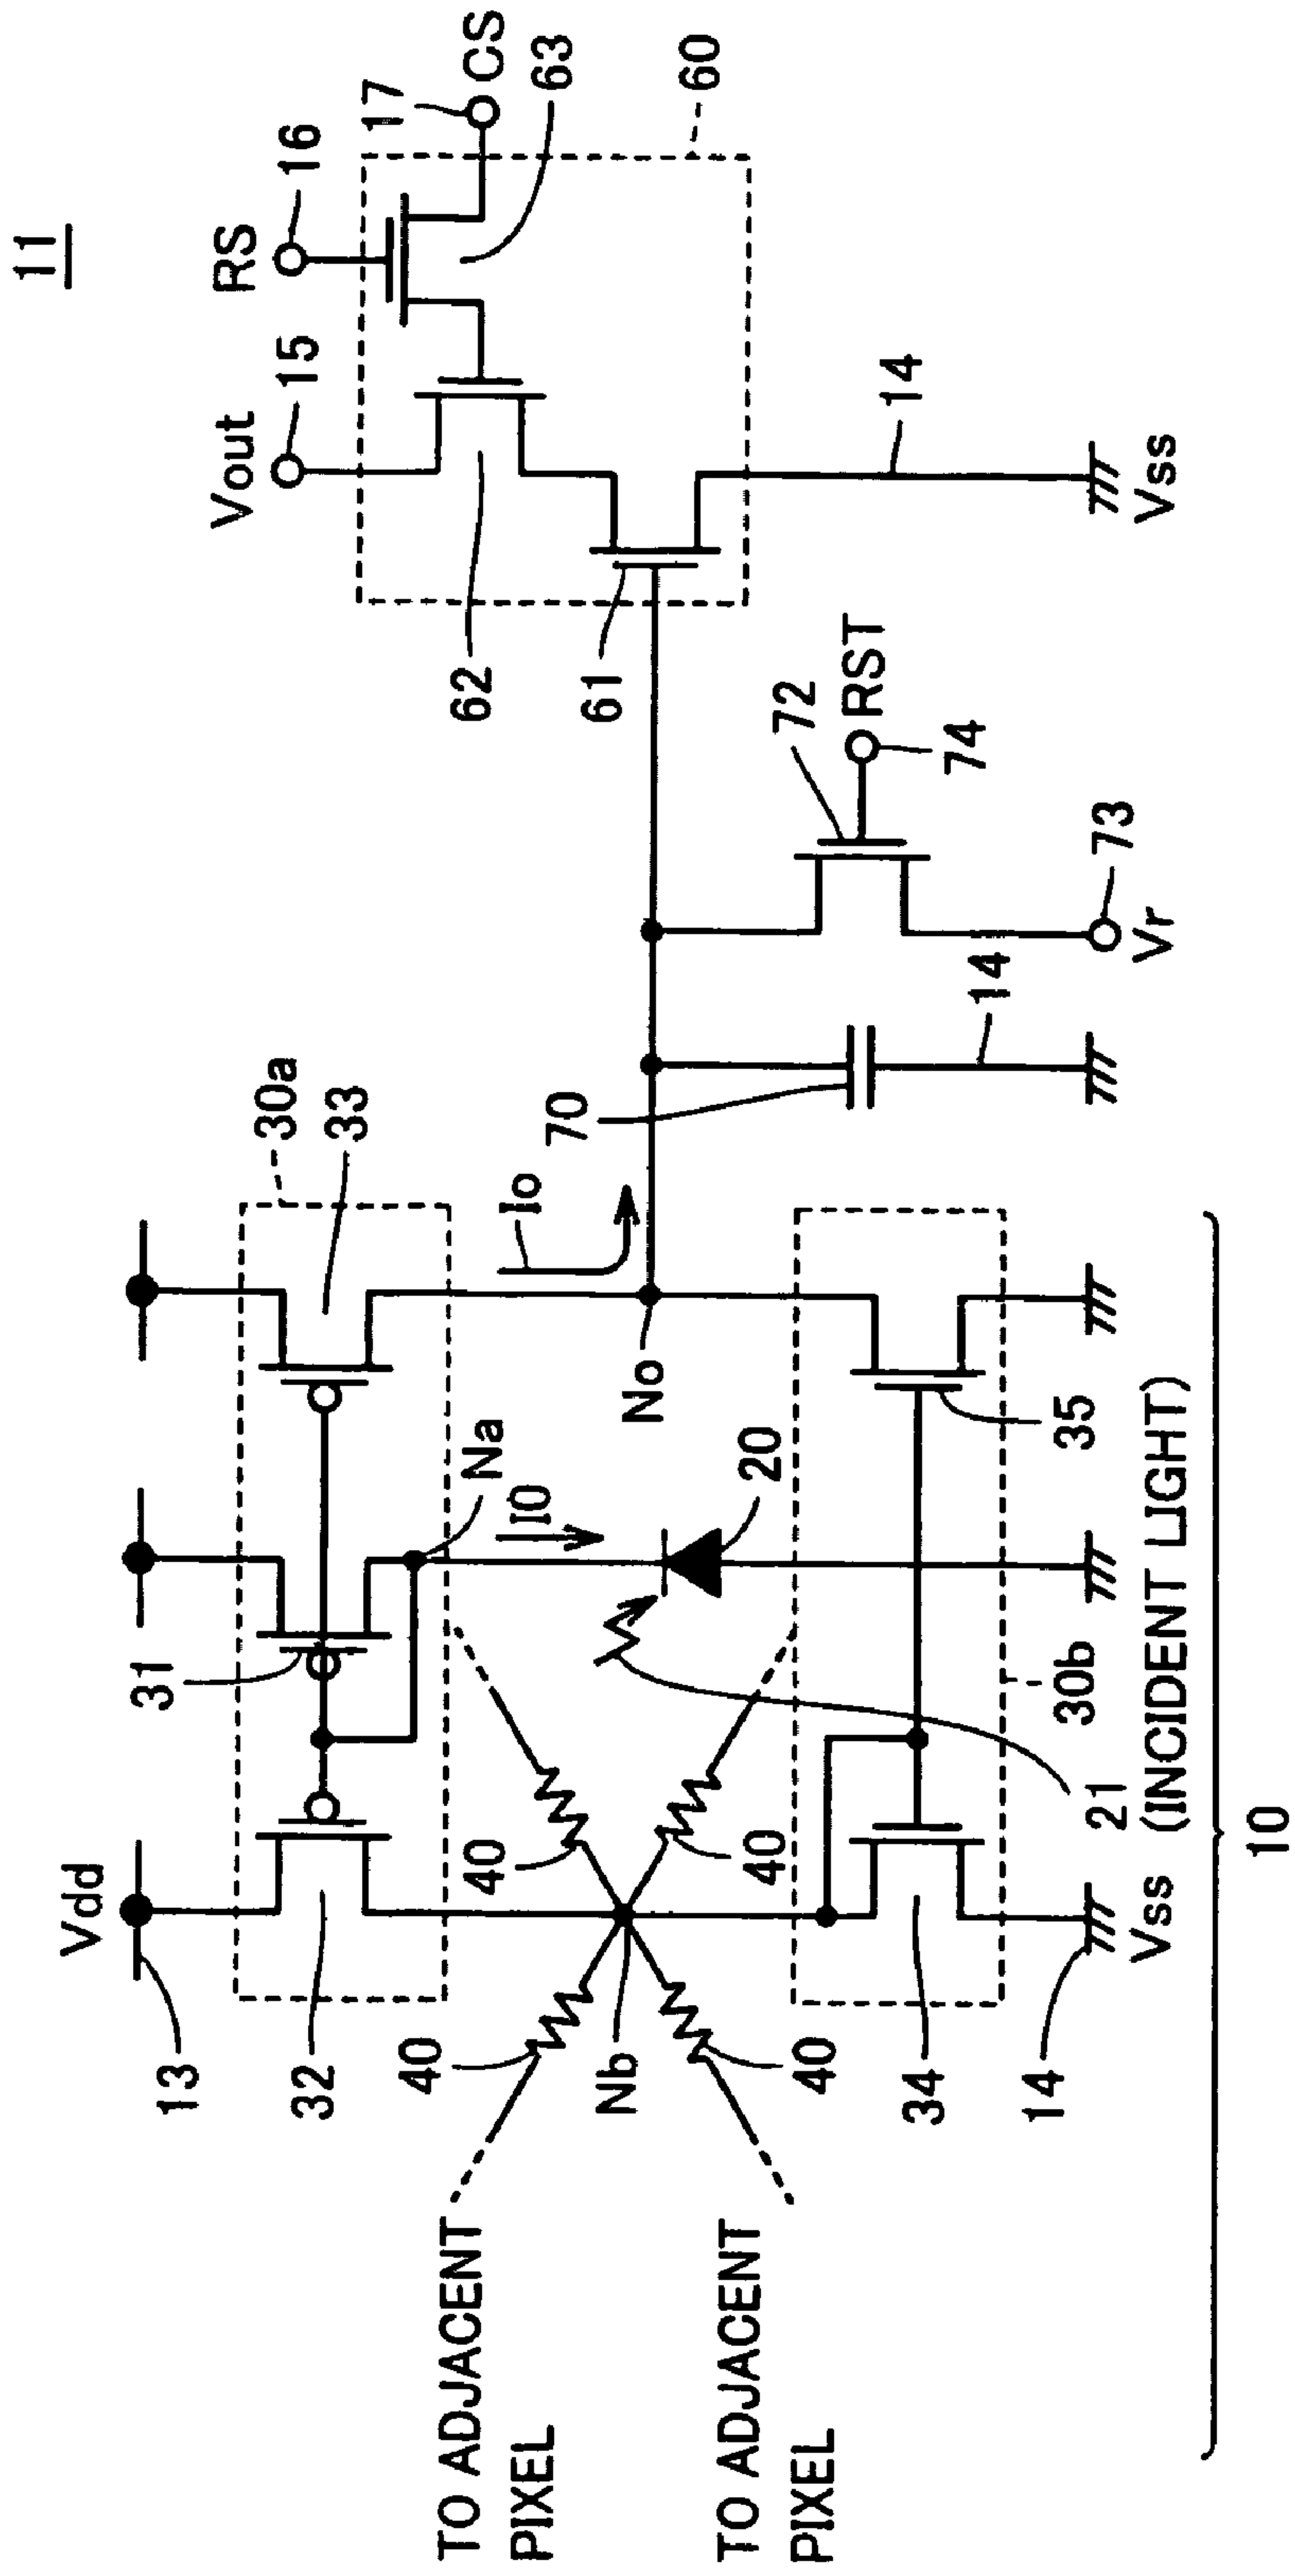 11
Vdd
13
32
31
33
30a
Na
I0
Io
No
Nb
40
40
40
40
TO ADJACENT
PIXEL
TO ADJACENT
PIXEL
20
21
(INCIDENT LIGHT)
30b
34
35
14
Vss
10
70
14
72
RST
74
73
Vr
Vout
15
RS
16
17
CS
63
60
62
61
14
Vss